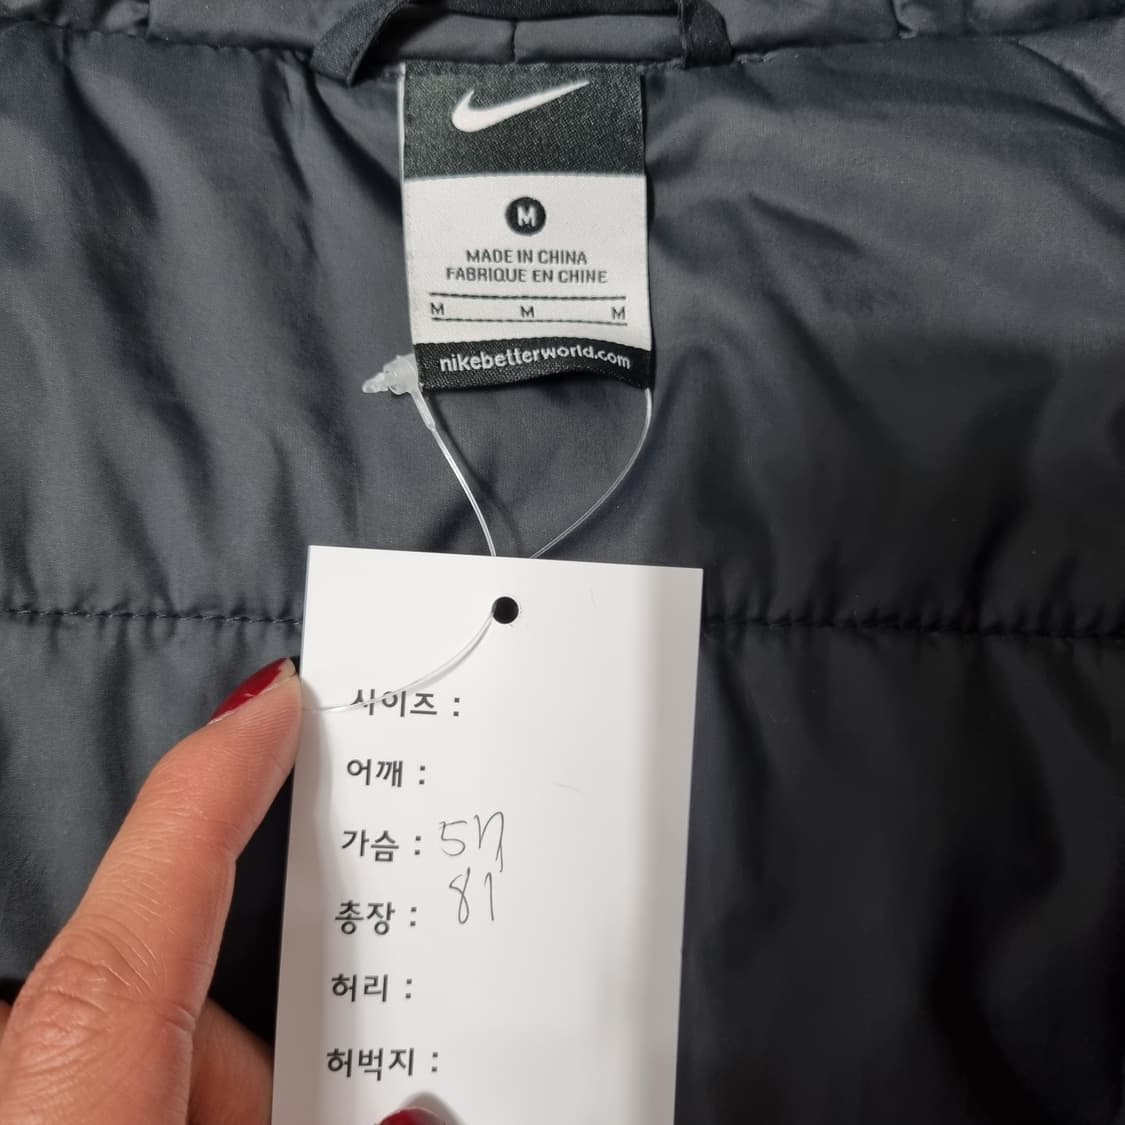 M
MADE IN CHINA
FABRIQUE EN CHINE
M M M
nikebetterworld.com
사이즈 :
어깨 :
가슴 : 57
총장 : 81
허리 :
허벅지 :